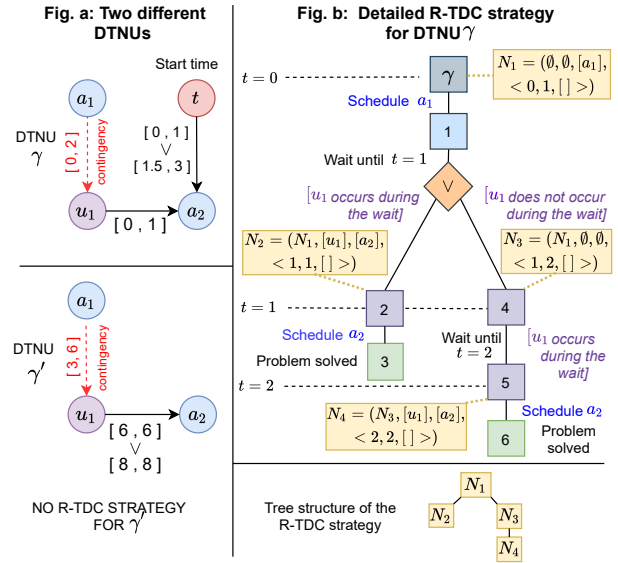 Fig. a: Two different
DTNUs
Start time
a₁
t
DTNU
γ
[0, 2]
contingency
[ 0 , 1 ]
∨
[ 1.5 , 3 ]
u₁
a₂
[ 0 , 1 ]
a₁
DTNU
γ′
[3, 6]
contingency
u₁
a₂
[ 6 , 6 ]
∨
[ 8 , 8 ]
NO R-TDC STRATEGY
FOR γ′
Fig. b: Detailed R-TDC strategy
for DTNU γ
t = 0
γ
N₁ = (∅, ∅, [a₁],
< 0, 1, [ ] >)
Schedule a₁
1
Wait until t = 1
∨
[u₁ occurs during
the wait]
[u₁ does not occur
during the wait]
N₂ = (N₁, [u₁], [a₂],
< 1, 1, [ ] >)
N₃ = (N₁, ∅, ∅,
< 1, 2, [ ] >)
t = 1
2
4
Schedule a₂
Problem solved
3
Wait until
t = 2
[u₁ occurs
during the
wait]
t = 2
5
N₄ = (N₃, [u₁], [a₂],
< 2, 2, [ ] >)
Schedule a₂
6
Problem
solved
Tree structure of the
R-TDC strategy
N₁
N₂
N₃
N₄